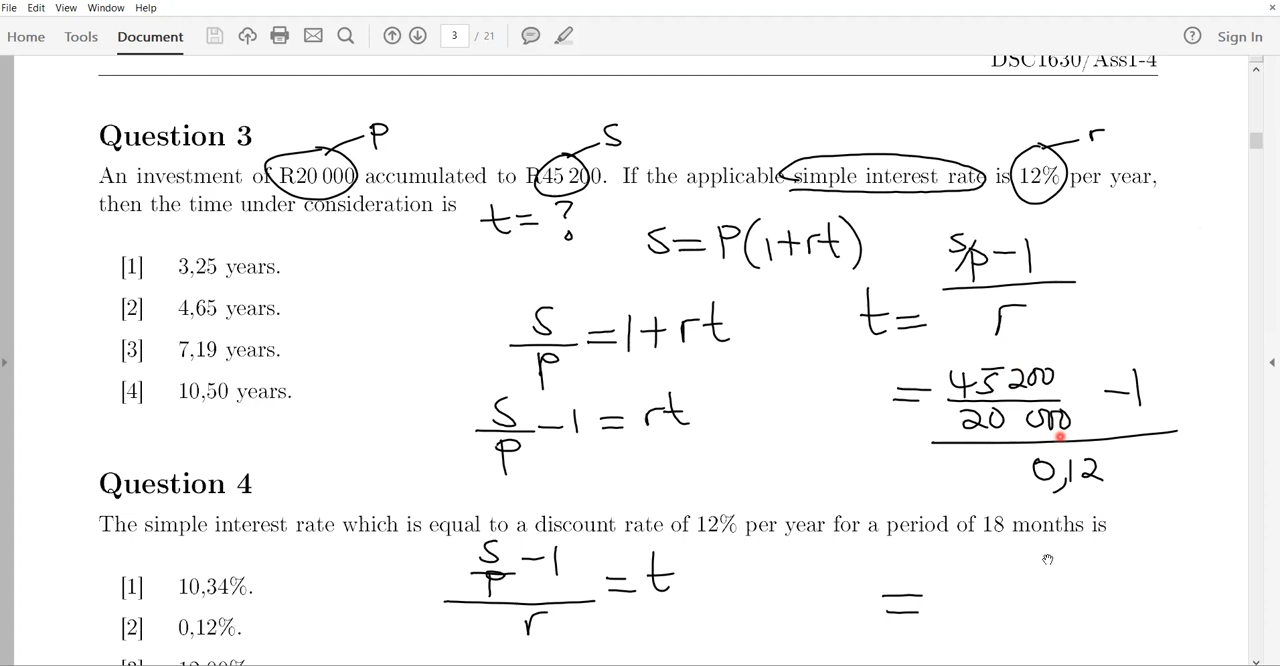 File Edit View Window Help
Home Tools Document 3 / 21 Sign In
DSC1630/Ass1-4
Question 3
P S r
An investment of R20 000 accumulated to R45 200. If the applicable simple interest rate is 12% per year,
then the time under consideration is
t = ?
S = P(1+rt)
[1] 3,25 years.
[2] 4,65 years.
[3] 7,19 years.
[4] 10,50 years.
S/P = 1 + rt
S/P - 1 = rt
t = S/P - 1
r
= 45 200 / 20 000 - 1
0,12
Question 4
The simple interest rate which is equal to a discount rate of 12% per year for a period of 18 months is
S/P - 1 = t
r
=
[1] 10,34%.
[2] 0,12%.